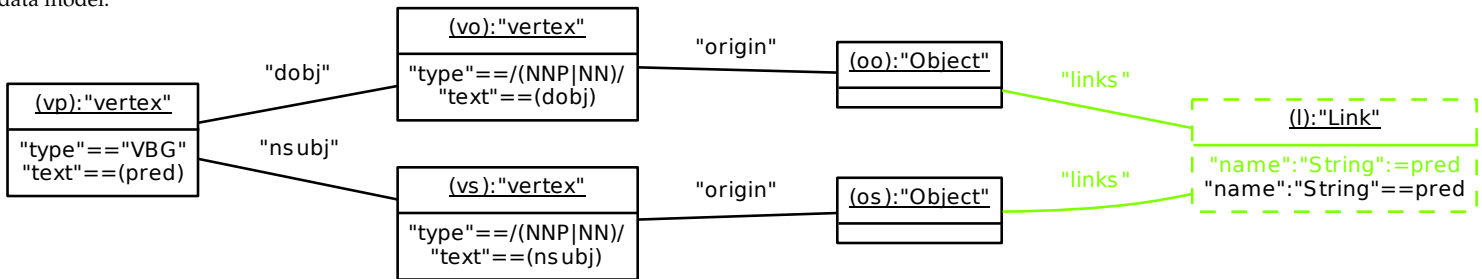 data model.
(vp):"vertex"
"type"=="VBG"
"text"==(pred)
"dobj"
"nsubj"
(vo):"vertex"
"type"==/(NNP|NN)/
"text"==(dobj)
(vs):"vertex"
"type"==/(NNP|NN)/
"text"==(nsubj)
"origin"
"origin"
(oo):"Object"
(os):"Object"
"links"
"links"
(l):"Link"
"name":"String":=pred
"name":"String"==pred